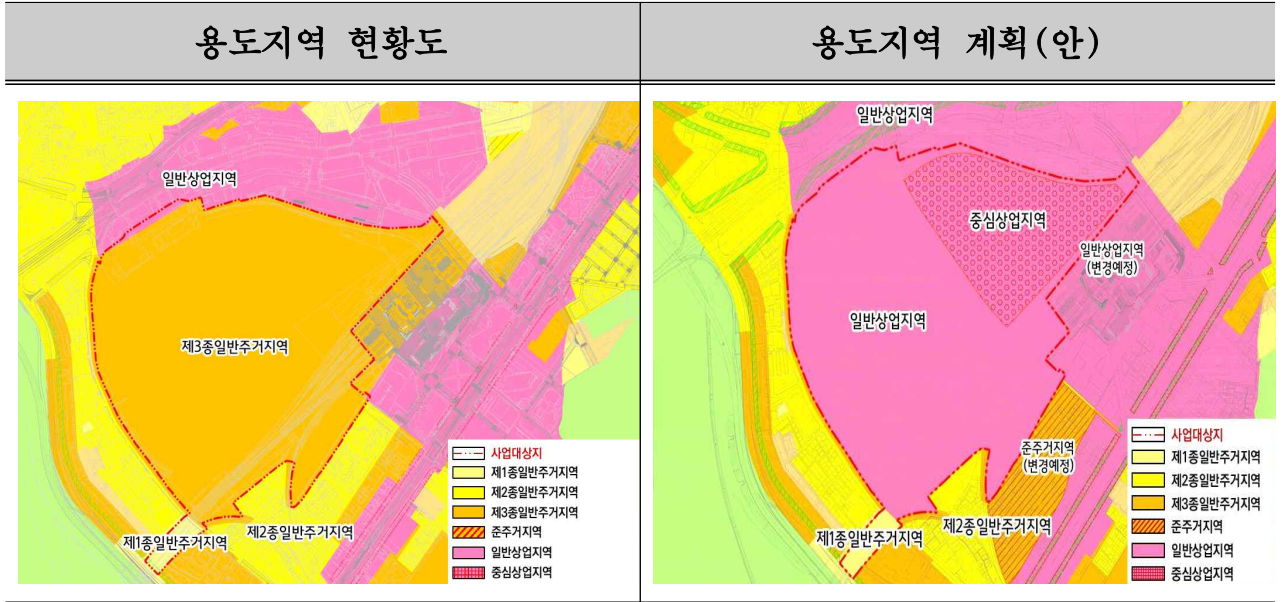 용도지역 현황도
용도지역 계획(안)
일반상업지역
제3종일반주거지역
제2종일반주거지역
제1종일반주거지역
사업대상지
제1종일반주거지역
제2종일반주거지역
제3종일반주거지역
준주거지역
일반상업지역
중심상업지역
일반상업지역
중심상업지역
일반상업지역
(변경예정)
일반상업지역
준주거지역
(변경예정)
제2종일반주거지역
제1종일반주거지역
사업대상지
제1종일반주거지역
제2종일반주거지역
제3종일반주거지역
준주거지역
일반상업지역
중심상업지역